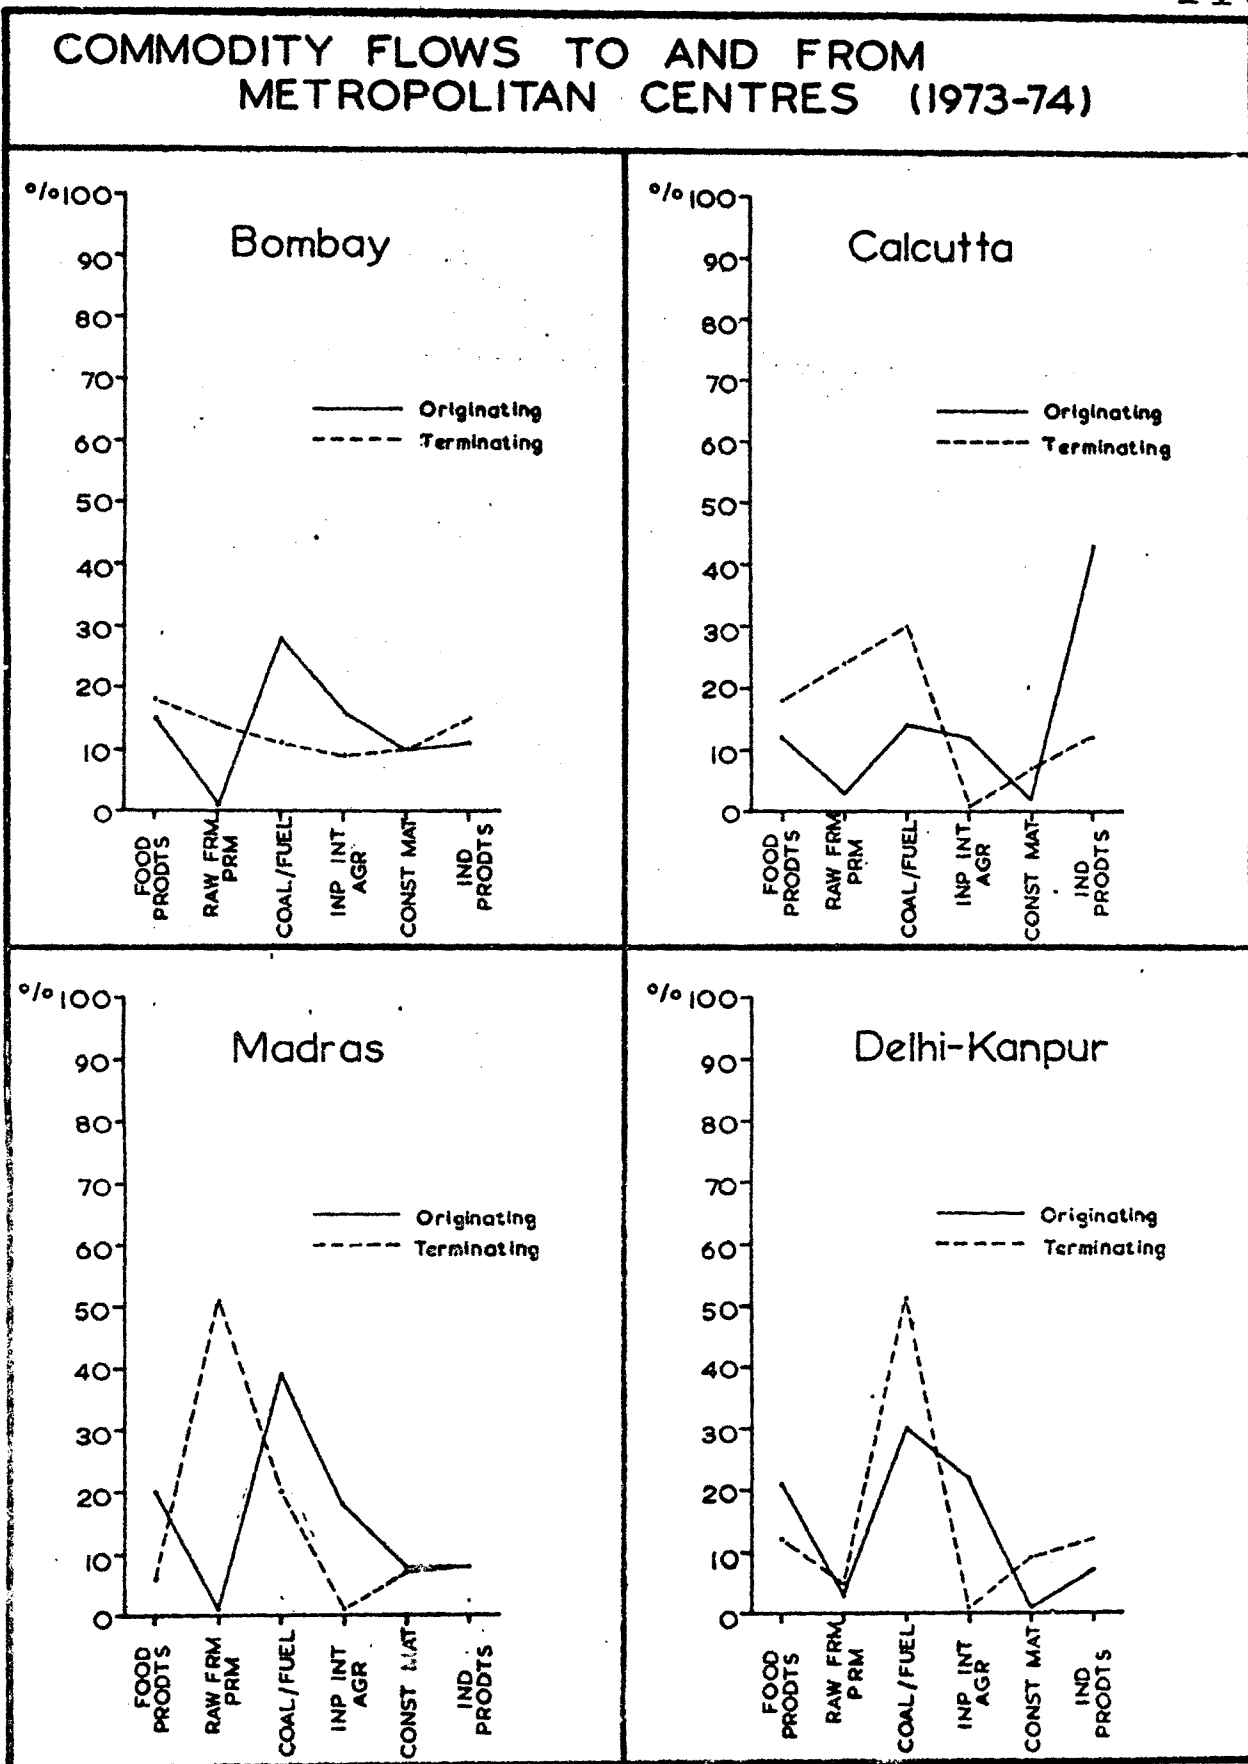 COMMODITY FLOWS TO AND FROM
METROPOLITAN CENTRES (1973-74)
%100
90
80
70
60
50
40
30
20
10
0
Bombay
Originating
Terminating
FOOD
PRODTS
RAW FRM
PRM
COAL/FUEL
INP INT
AGR
CONST MAT
IND
PRODTS
%100
90
80
70
60
50
40
30
20
10
0
Calcutta
Originating
Terminating
FOOD
PRODTS
RAW FRM
PRM
COAL/FUEL
INP INT
AGR
CONST MAT
IND
PRODTS
%100
90
80
70
60
50
40
30
20
10
0
Madras
Originating
Terminating
FOOD
PRODTS
RAW FRM
PRM
COAL/FUEL
INP INT
AGR
CONST MAT
IND
PRODTS
%100
90
80
70
60
50
40
30
20
10
0
Delhi-Kanpur
Originating
Terminating
FOOD
PRODTS
RAW FRM
PRM
COAL/FUEL
INP INT
AGR
CONST MAT
IND
PRODTS